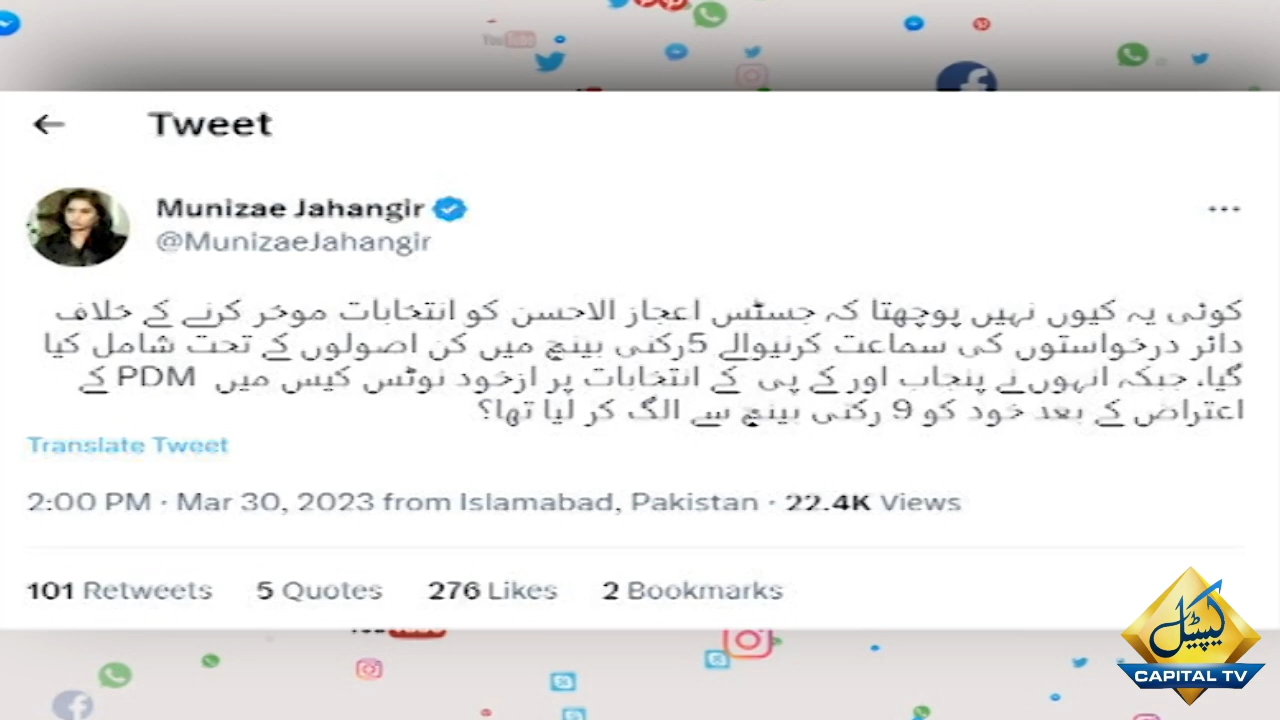 YouTube
Tweet
Munizae Jahangir
@MunizaeJahangir
کوئی یہ کیوں نہیں پوچھتا کہ جسٹس اعجاز الاحسن کو انتخابات موخر کرنے کے خلاف
دائر درخواستوں کی سماعت کرنیوالے 5رکنی بینچ میں کن اصولوں کے تحت شامل کیا
گیا، جبکہ انہوں نے پنجاب اور کے پی کے انتخابات پر ازخود نوٹس کیس میں PDM کے
اعتراض کے بعد خود کو 9 رکنی بینچ سے الگ کر لیا تھا؟
Translate Tweet
2:00 PM · Mar 30, 2023 from Islamabad, Pakistan · 22.4K Views
101 Retweets 5 Quotes 276 Likes 2 Bookmarks
کیپیٹل
CAPITAL TV